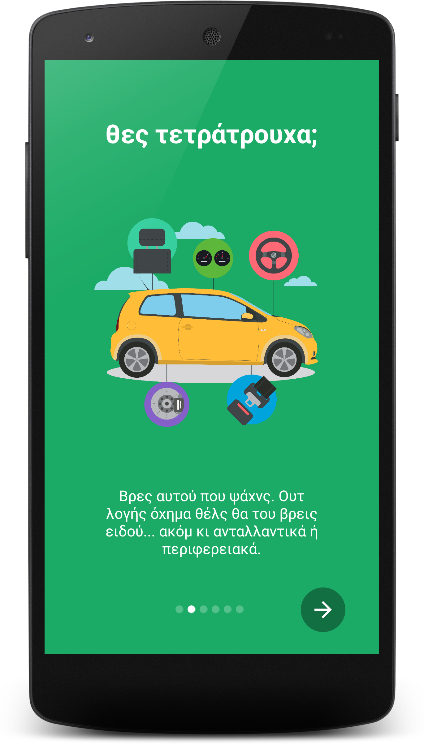 θες τετράτρουχα;
Βρες αυτού που ψάχνς. Ουτ
λογής όχημα θέλς θα του βρεις
ειδού... ακόμ κι ανταλλαντικά ή
περιφερειακά.